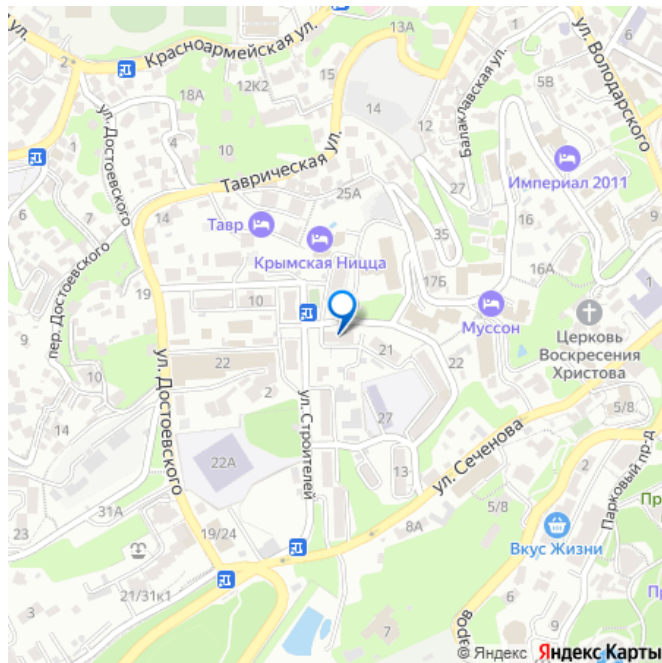 ул.
2
Красноармейская ул.
13А
ул. Володарского
6
5В
Балаклавская ул.
15
12К2
18А
14
ул. Достоевского
4
10
12
Таврическая ул.
27
Империал 2011
6
7
25А
14
Тавр
16
35
Крымская Ницца
17Б
16А
1
пер. Достоевского
19
10
Муссон
Церковь
Воскресения
Христова
22
21
22
10
2
ул. Достоевского
ул. Строителей
5/8
14
27
22А
13
ул. Сеченова
2
Парковый пр-д
31А
5/8
23
19/24
8А
Вкус Жизни
21/31к1
6
9
7
© Яндекс Яндекс Карты